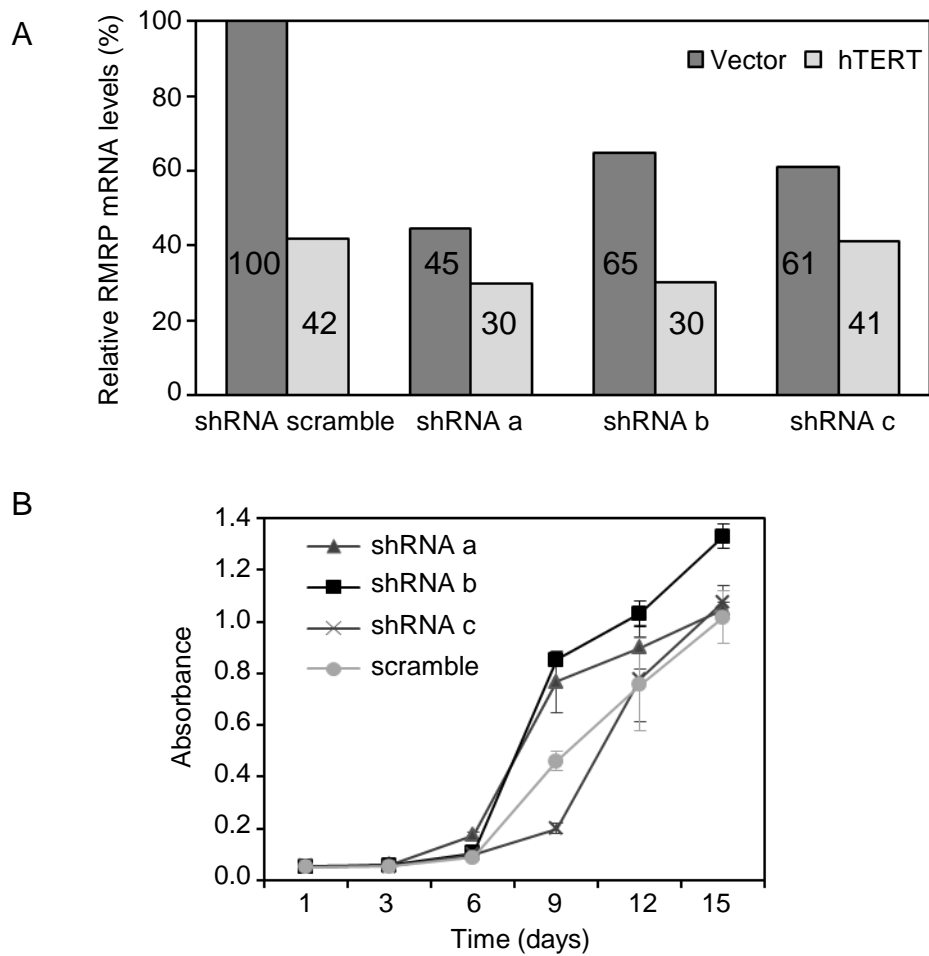 A
Relative RMRP mRNA levels (%)
100
80
60
40
20
0
Vector
hTERT
100
42
45
30
65
30
61
41
shRNA scramble
shRNA a
shRNA b
shRNA c
B
Absorbance
1.4
1.2
1.0
0.8
0.6
0.4
0.2
0.0
shRNA a
shRNA b
shRNA c
scramble
1
3
6
9
12
15
Time (days)